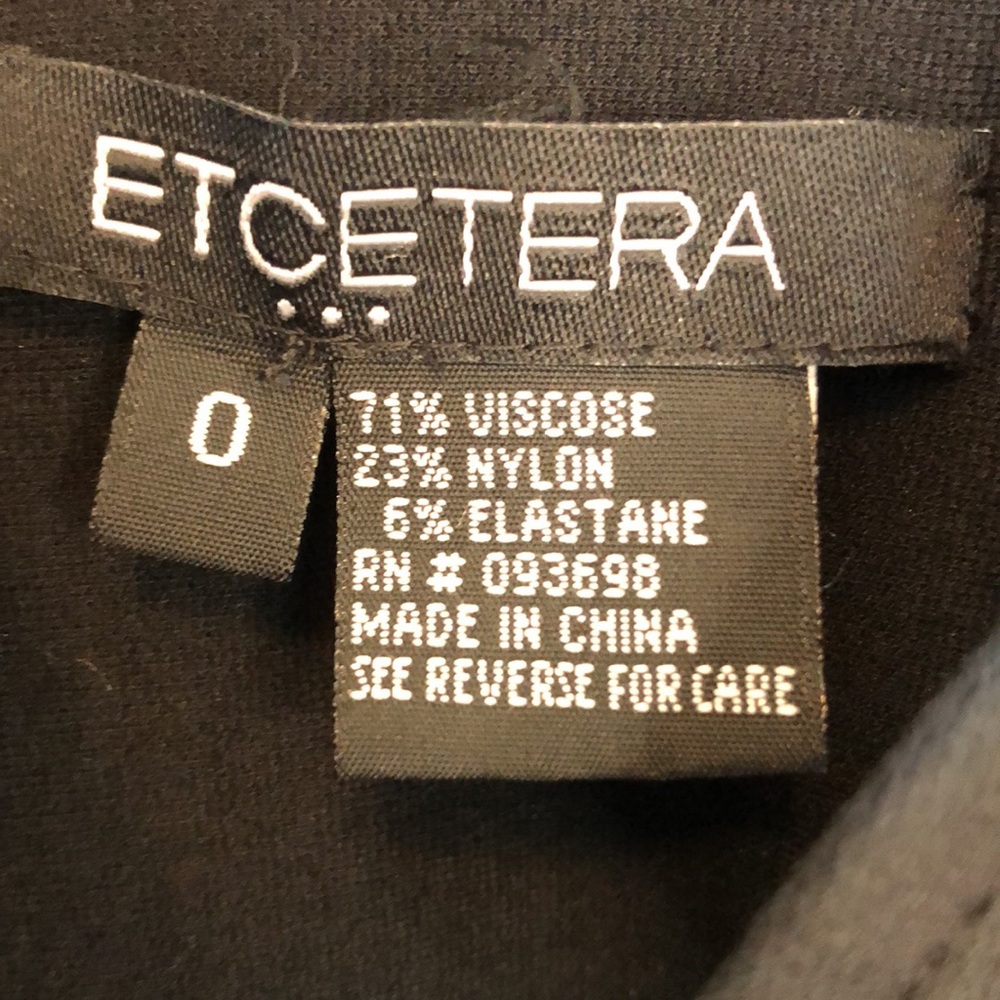 ETCETERA
...
0
71% VISCOSE
23% NYLON
6% ELASTANE
RN # 093698
MADE IN CHINA
SEE REVERSE FOR CARE